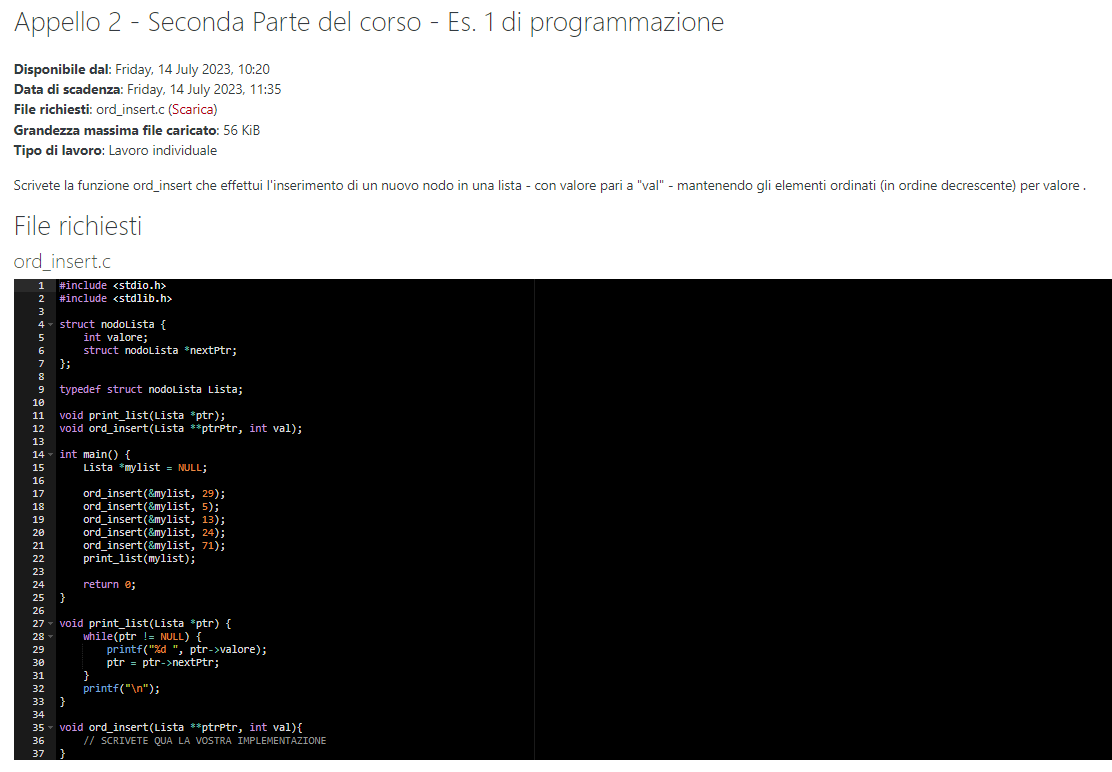 Appello 2 - Seconda Parte del corso - Es. 1 di programmazione
Disponibile dal: Friday, 14 July 2023, 10:20
Data di scadenza: Friday, 14 July 2023, 11:35
File richiesti: ord_insert.c (Scarica)
Grandezza massima file caricato: 56 KiB
Tipo di lavoro: Lavoro individuale
Scrivete la funzione ord_insert che effettui l'inserimento di un nuovo nodo in una lista - con valore pari a "val" - mantenendo gli elementi ordinati (in ordine decrescente) per valore .
File richiesti
ord_insert.c
1 #include <stdio.h>
2 #include <stdlib.h>
3
4 struct nodoLista {
5     int valore;
6     struct nodoLista *nextPtr;
7 };
8
9 typedef struct nodoLista Lista;
10
11 void print_list(Lista *ptr);
12 void ord_insert(Lista **ptrPtr, int val);
13
14 int main() {
15     Lista *mylist = NULL;
16
17     ord_insert(&mylist, 29);
18     ord_insert(&mylist, 5);
19     ord_insert(&mylist, 13);
20     ord_insert(&mylist, 24);
21     ord_insert(&mylist, 71);
22     print_list(mylist);
23
24     return 0;
25 }
26
27 void print_list(Lista *ptr) {
28     while(ptr != NULL) {
29         printf("%d ", ptr->valore);
30         ptr = ptr->nextPtr;
31     }
32     printf("\n");
33 }
34
35 void ord_insert(Lista **ptrPtr, int val){
36     // SCRIVETE QUA LA VOSTRA IMPLEMENTAZIONE
37 }